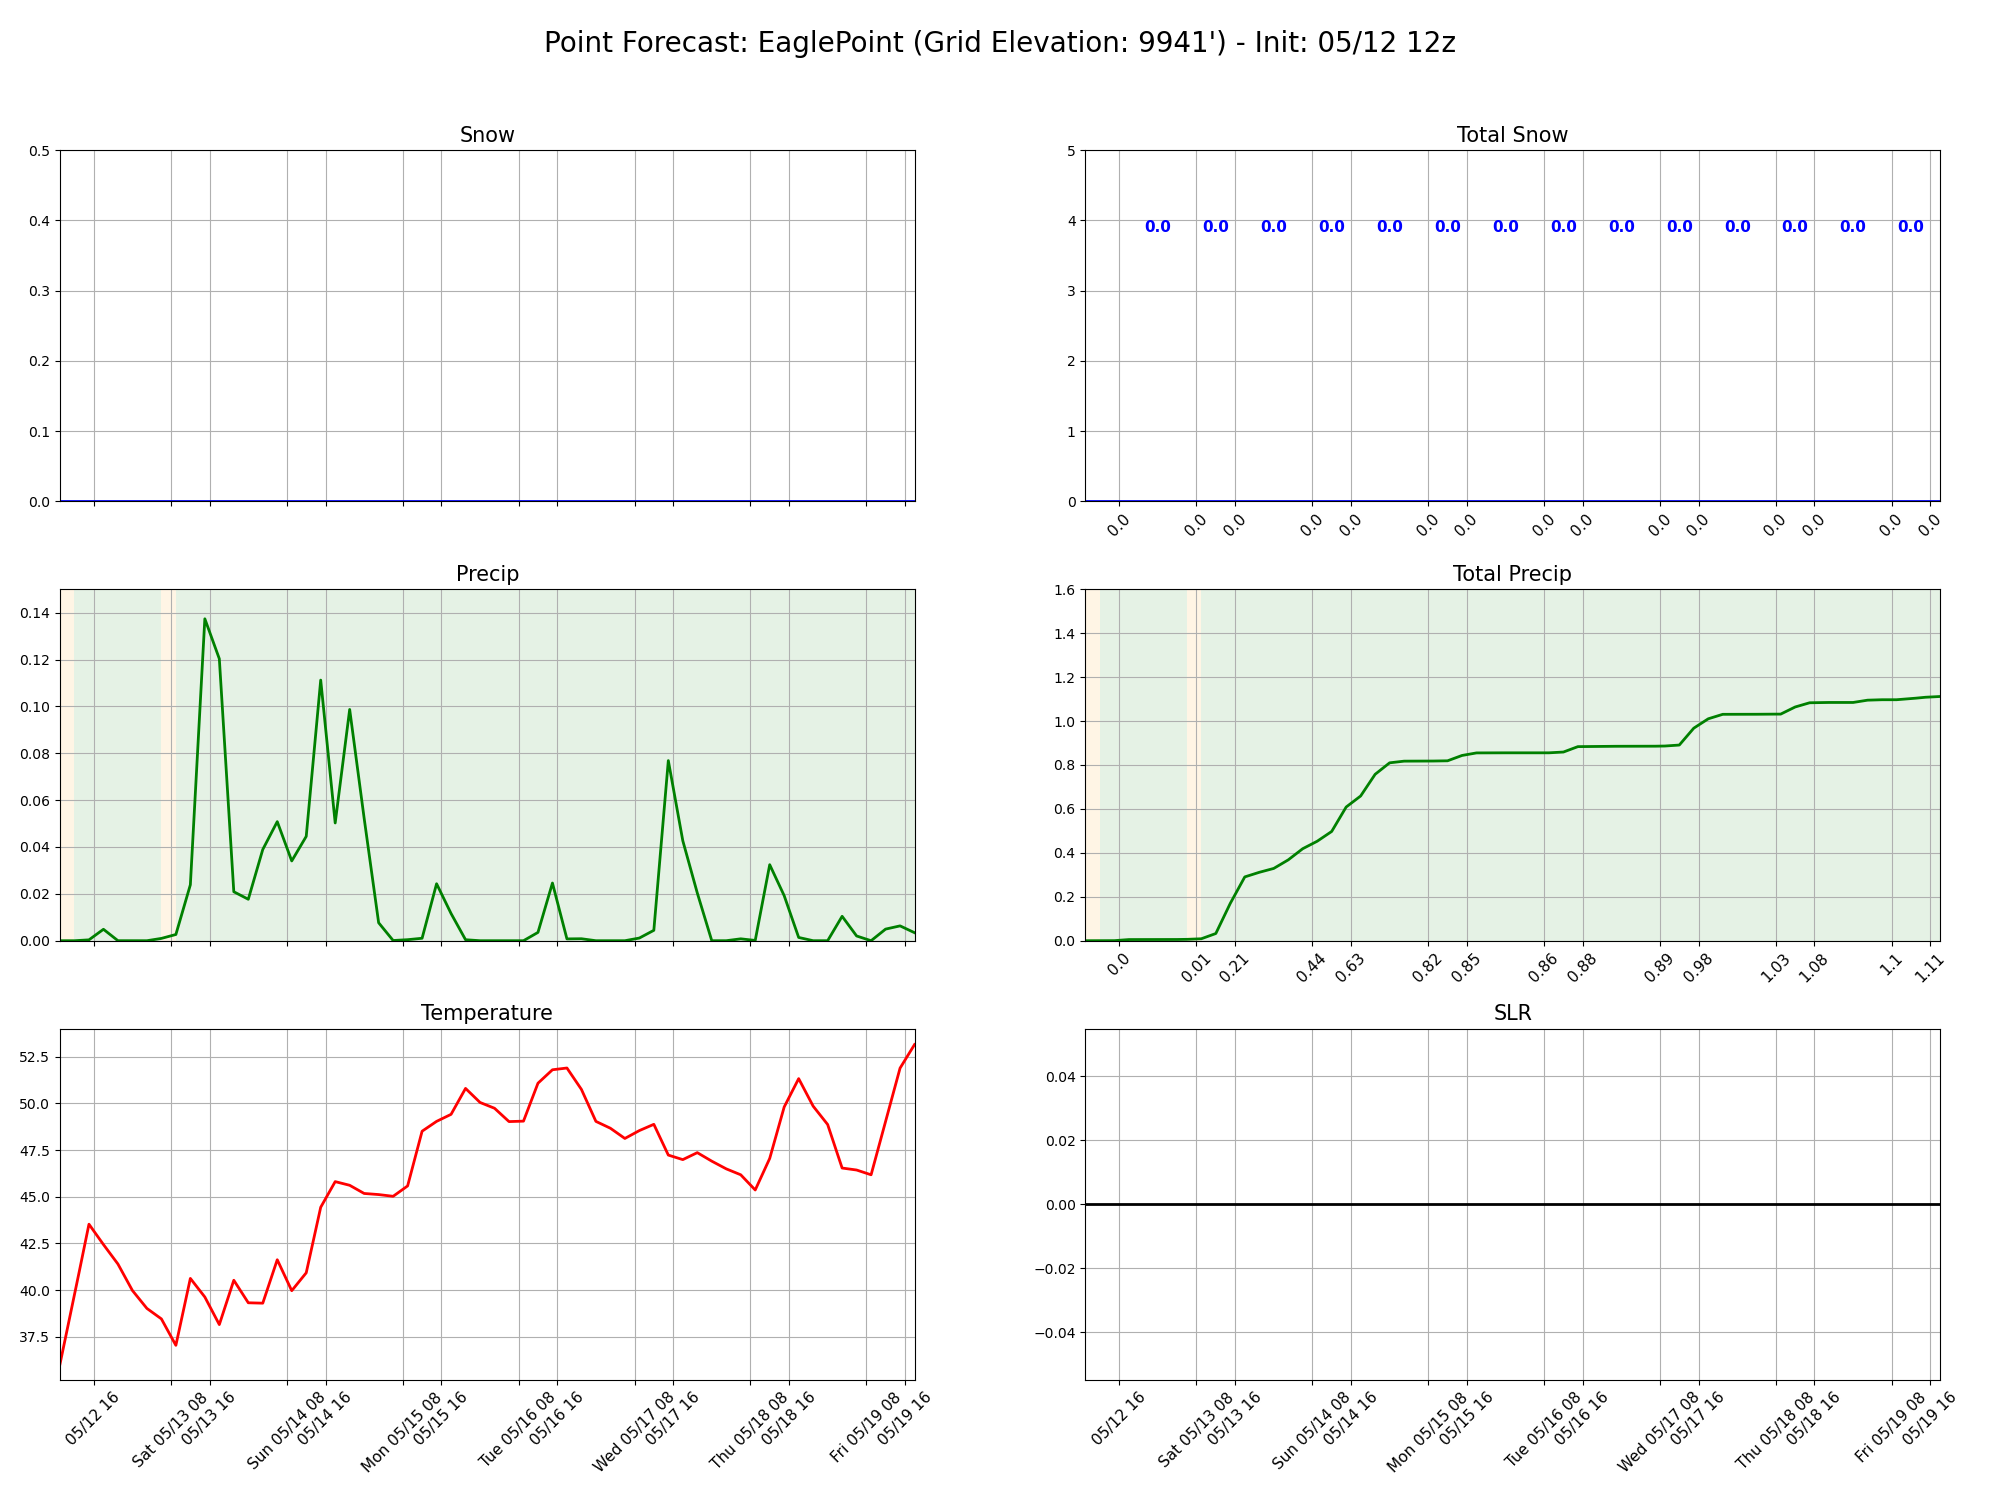 Point Forecast: EaglePoint (Grid Elevation: 9941') - Init: 05/12 12z
Snow
0.5
0.4
0.3
0.2
0.1
0.0
Total Snow
5
4
3
2
1
0
0.0 0.0 0.0 0.0 0.0 0.0 0.0 0.0 0.0 0.0 0.0 0.0 0.0 0.0
0.0 0.0 0.0 0.0 0.0 0.0 0.0 0.0 0.0 0.0 0.0 0.0 0.0 0.0 0.0
Precip
0.14
0.12
0.10
0.08
0.06
0.04
0.02
0.00
Total Precip
1.6
1.4
1.2
1.0
0.8
0.6
0.4
0.2
0.0
0.0 0.01 0.21 0.44 0.63 0.82 0.85 0.86 0.88 0.89 0.98 1.03 1.08 1.1 1.11
Temperature
52.5
50.0
47.5
45.0
42.5
40.0
37.5
05/12 16
Sat 05/13 08
05/13 16
Sun 05/14 08
05/14 16
Mon 05/15 08
05/15 16
Tue 05/16 08
05/16 16
Wed 05/17 08
05/17 16
Thu 05/18 08
05/18 16
Fri 05/19 08
05/19 16
SLR
0.04
0.02
0.00
−0.02
−0.04
05/12 16
Sat 05/13 08
05/13 16
Sun 05/14 08
05/14 16
Mon 05/15 08
05/15 16
Tue 05/16 08
05/16 16
Wed 05/17 08
05/17 16
Thu 05/18 08
05/18 16
Fri 05/19 08
05/19 16